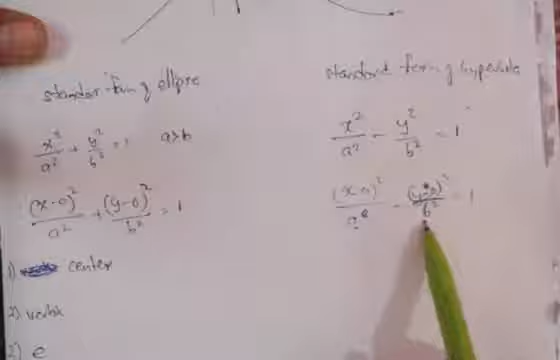 standar form of ellipse
x²/a² + y²/b² = 1 a>b
(x-0)²/a² + (y-0)²/b² = 1
1) center
2) vertex
3) e
standard form of hyperbola
x²/a² - y²/b² = 1
(x-0)²/a² - (y-0)²/b² = 1